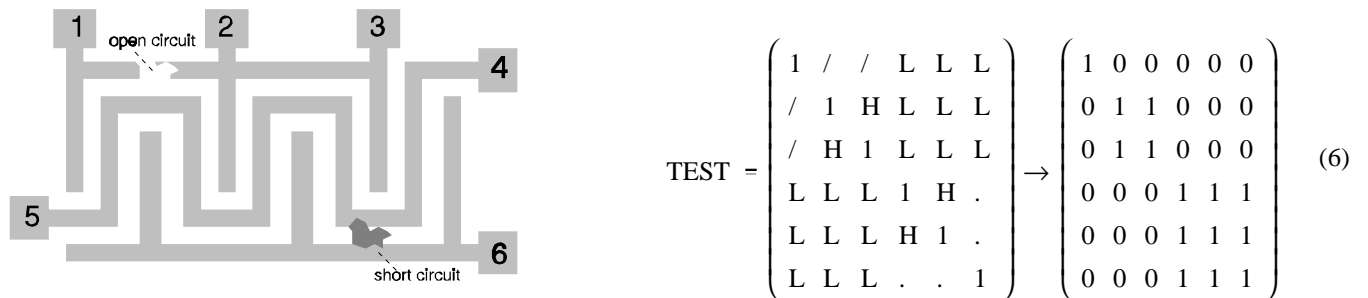 1 2 3
open circuit
4
5
6
short circuit
TEST = ( 1 / / L L L ) → ( 1 0 0 0 0 0 ) (6)
/ 1 H L L L 0 1 1 0 0 0
/ H 1 L L L 0 1 1 0 0 0
L L L 1 H . 0 0 0 1 1 1
L L L H 1 . 0 0 0 1 1 1
L L L . . 1 0 0 0 1 1 1